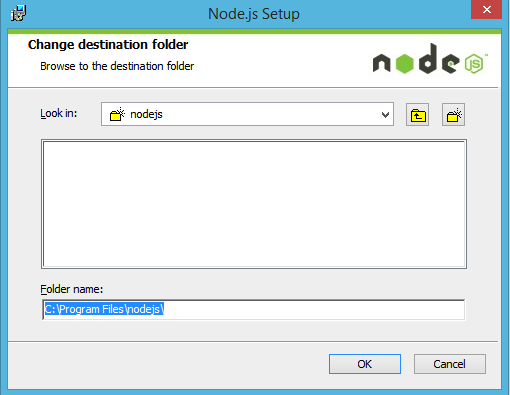 Node.js Setup
Change destination folder
Browse to the destination folder
node
JS
Look in:
nodejs
Folder name:
C:\Program Files\nodejs\
OK
Cancel